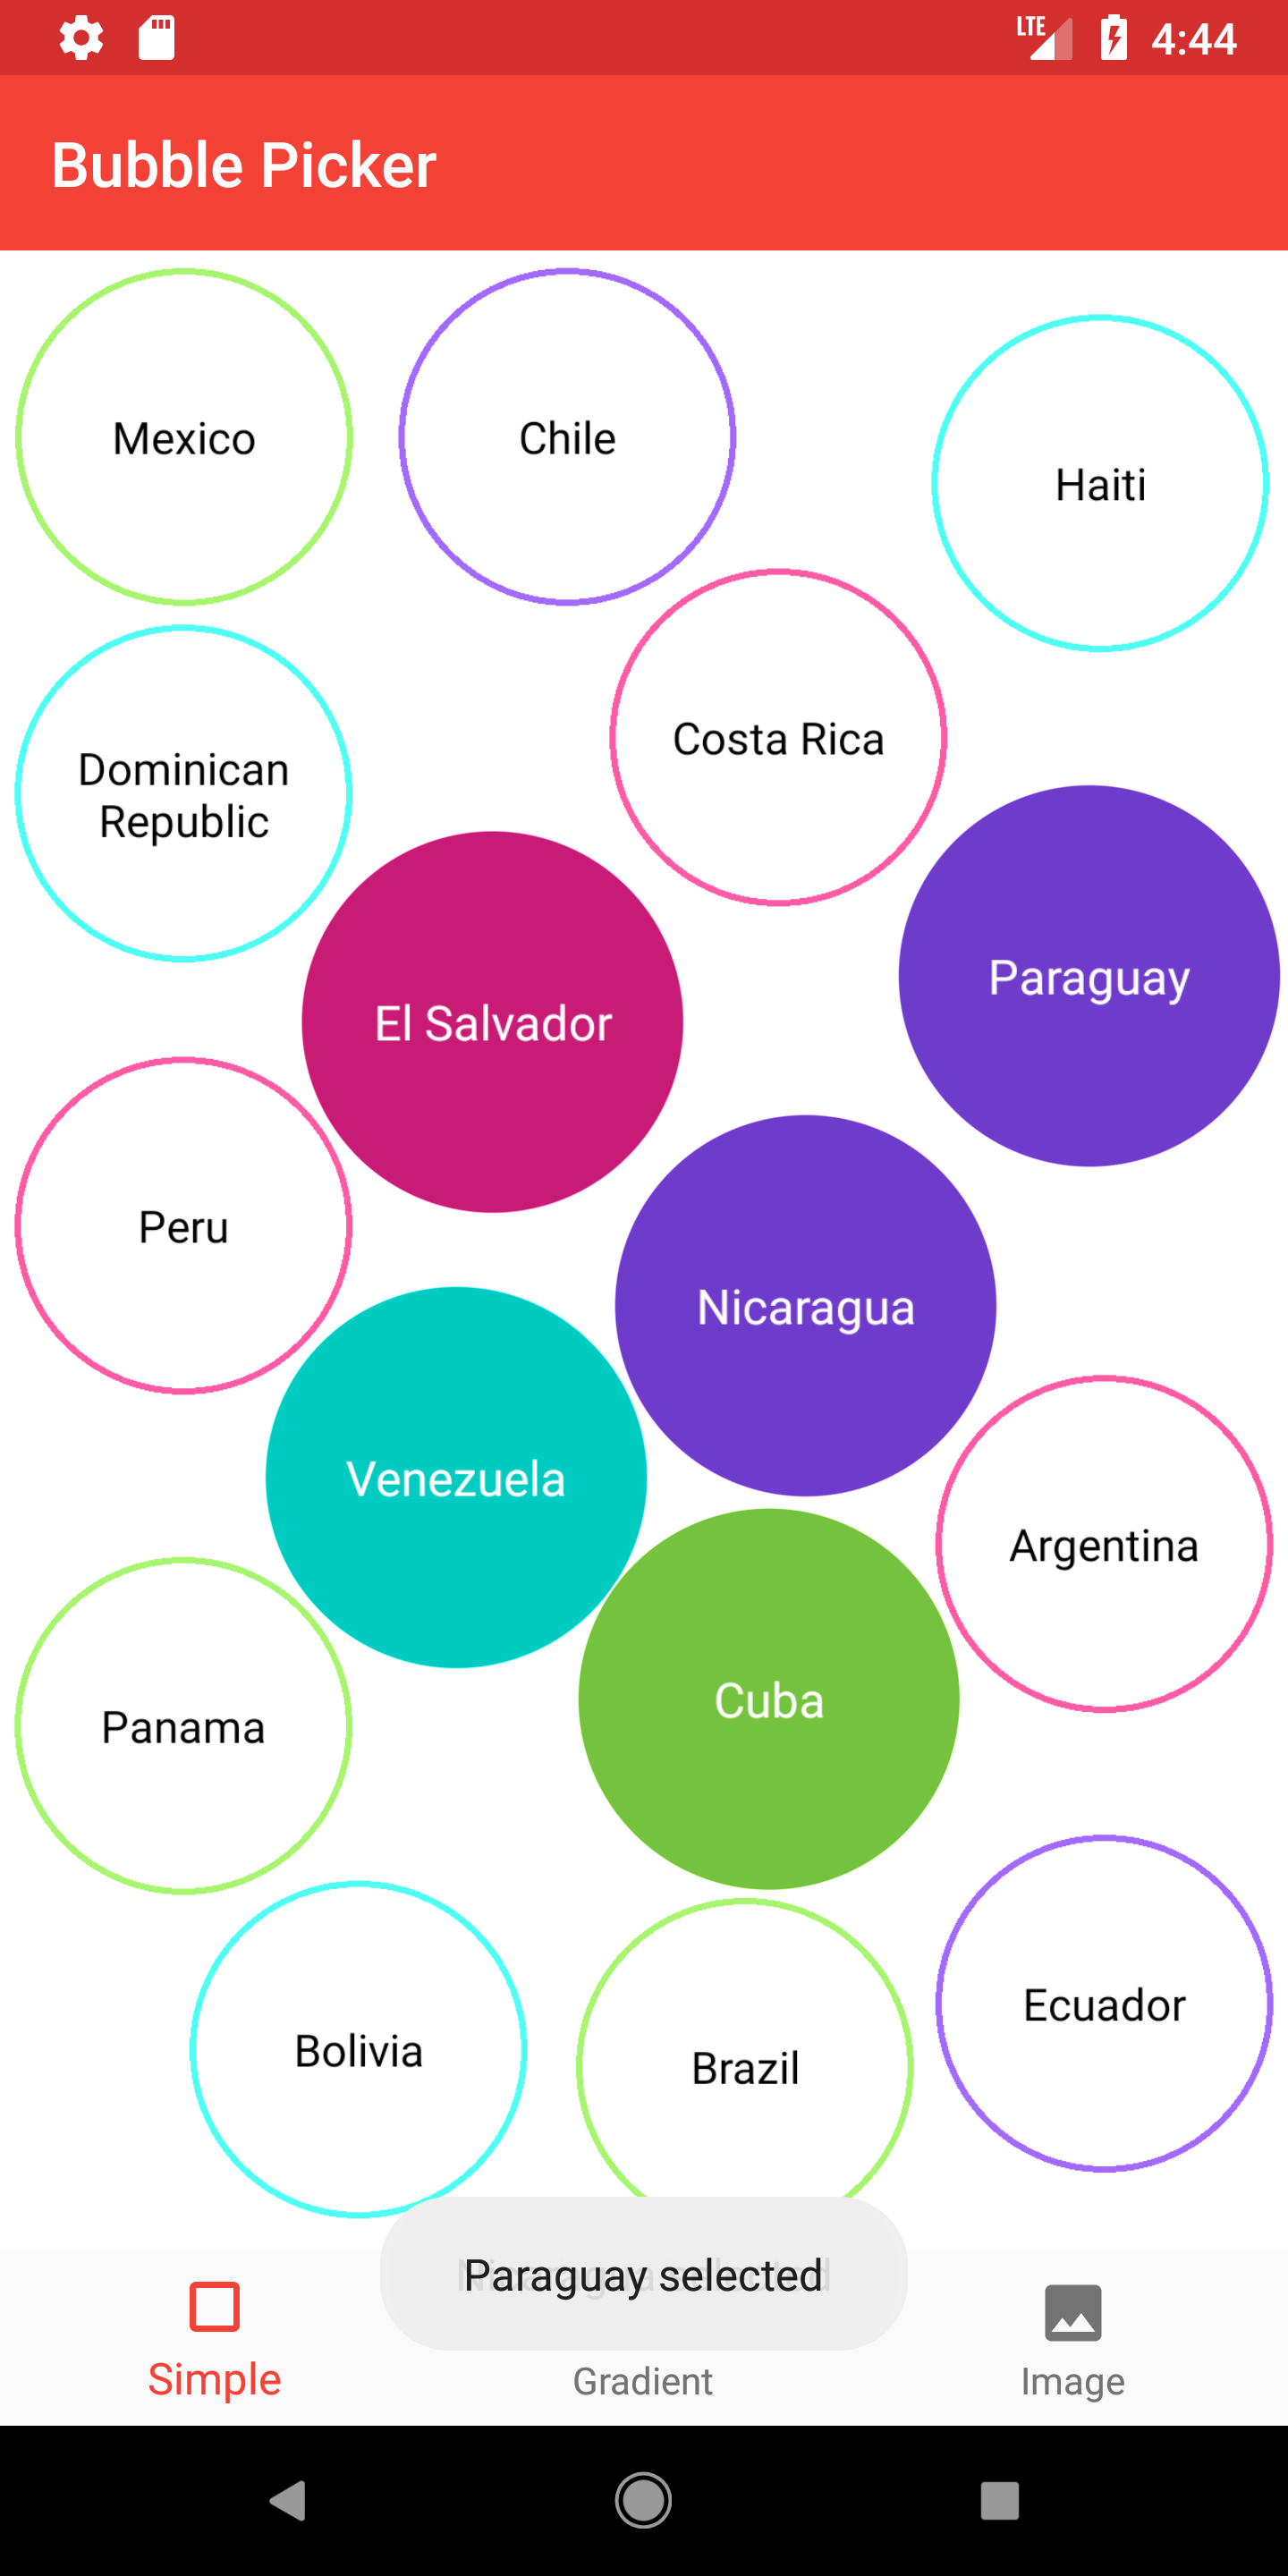 LTE 4:44
Bubble Picker
Mexico
Chile
Haiti
Costa Rica
Dominican
Republic
Paraguay
El Salvador
Peru
Nicaragua
Venezuela
Argentina
Cuba
Panama
Ecuador
Bolivia
Brazil
Paraguay selected
Simple
Gradient
Image